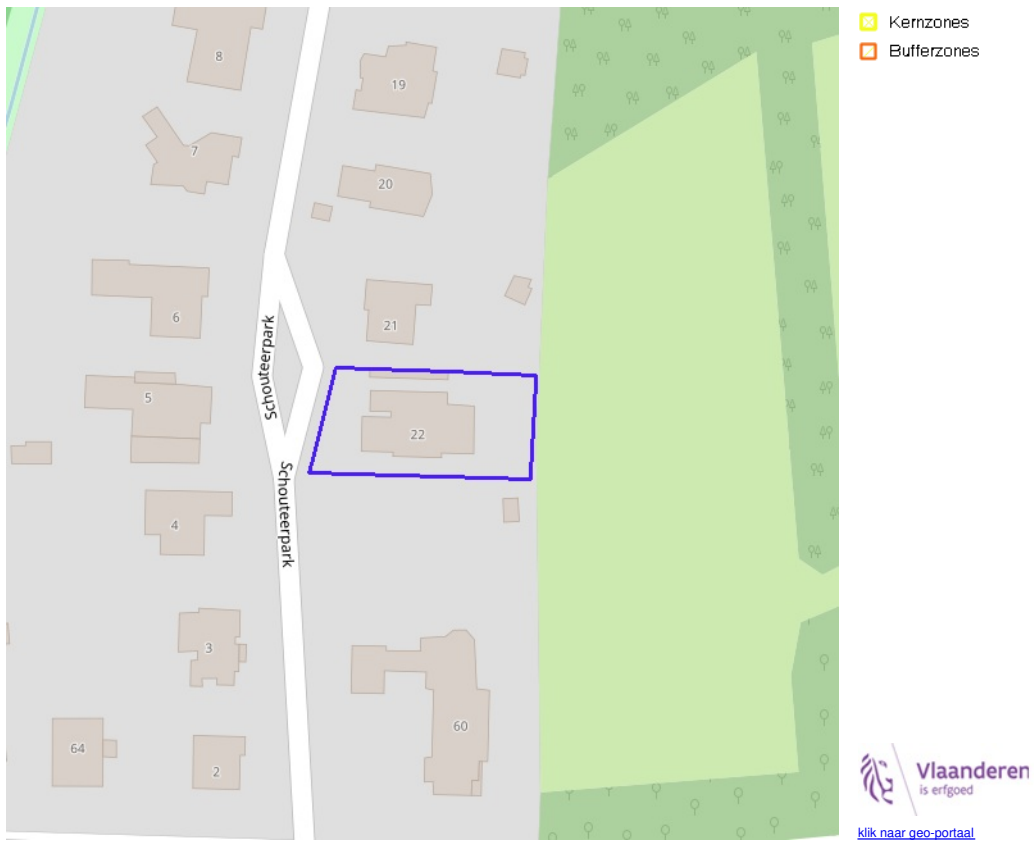 Kernzones
Bufferzones
8
19
7
20
6
21
Schouteerpark
5
22
Schouteerpark
4
3
60
64
2
Vlaanderen
is erfgoed
klik naar geo-portaal